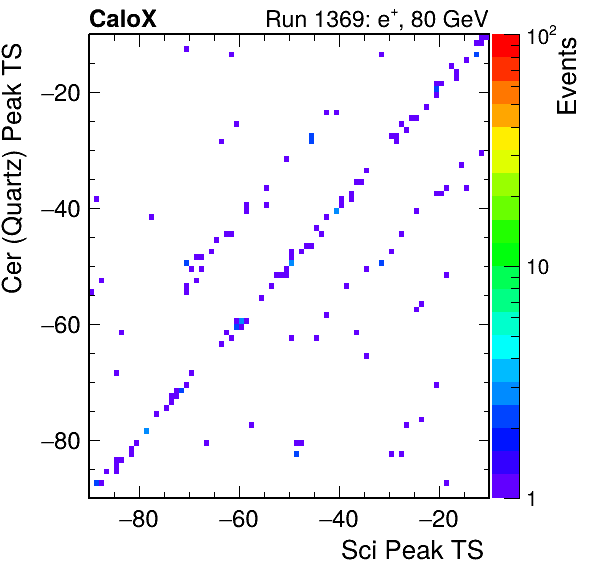 CaloX Run 1369: e⁺, 80 GeV
10²
Events
10
1
Cer (Quartz) Peak TS
−20
−40
−60
−80
−80 −60 −40 −20
Sci Peak TS